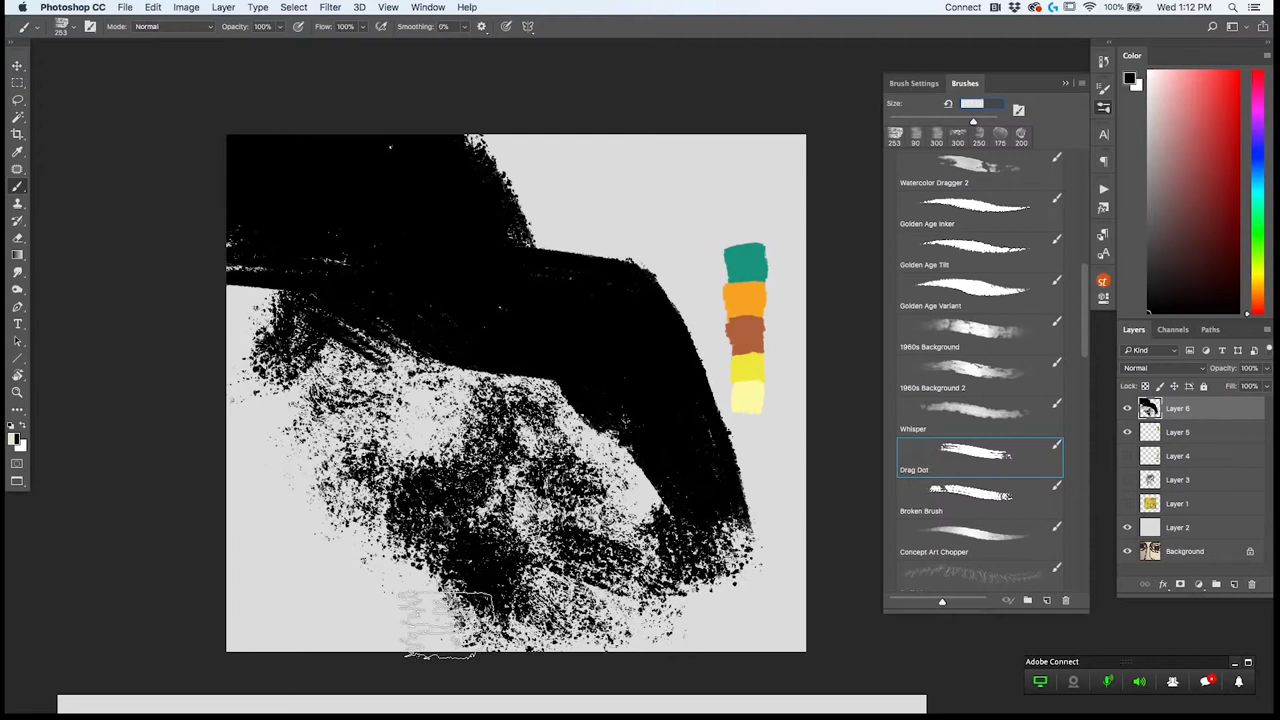 Photoshop CC File Edit Image Layer Type Select Filter 3D View Window Help Connect 100% Wed 1:12 PM
253 Mode: Normal Opacity: 100% Flow: 100% Smoothing: 0%
Color
Brush Settings Brushes
Size:
253 90 300 300 250 175 200
Watercolor Dragger 2
Golden Age Inker
Golden Age Tilt
Golden Age Variant
1960s Background
1960s Background 2
Whisper
Drag Dot
Broken Brush
Concept Art Chopper
Layers Channels Paths
Kind
Normal Opacity: 100%
Lock: Fill: 100%
Layer 6
Layer 5
Layer 4
Layer 3
Layer 1
Layer 2
Background
Adobe Connect